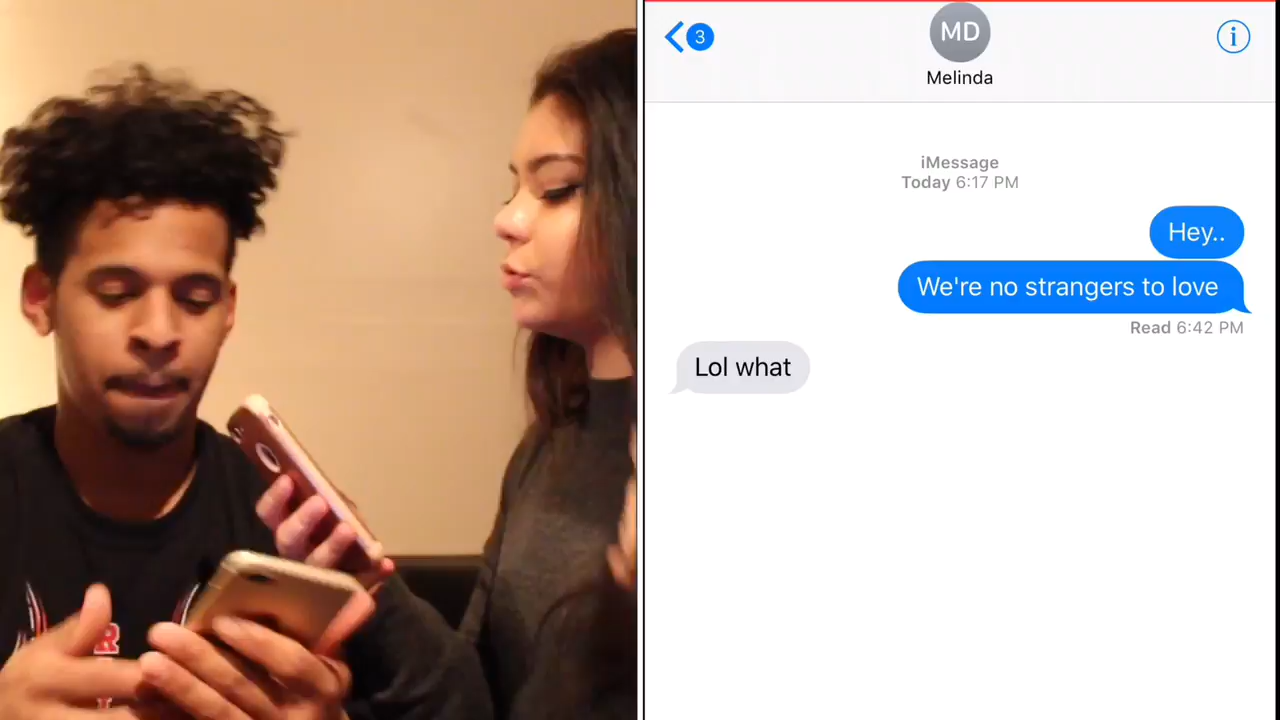 3
MD
Melinda
iMessage
Today 6:17 PM
Hey..
We're no strangers to love
Read 6:42 PM
Lol what